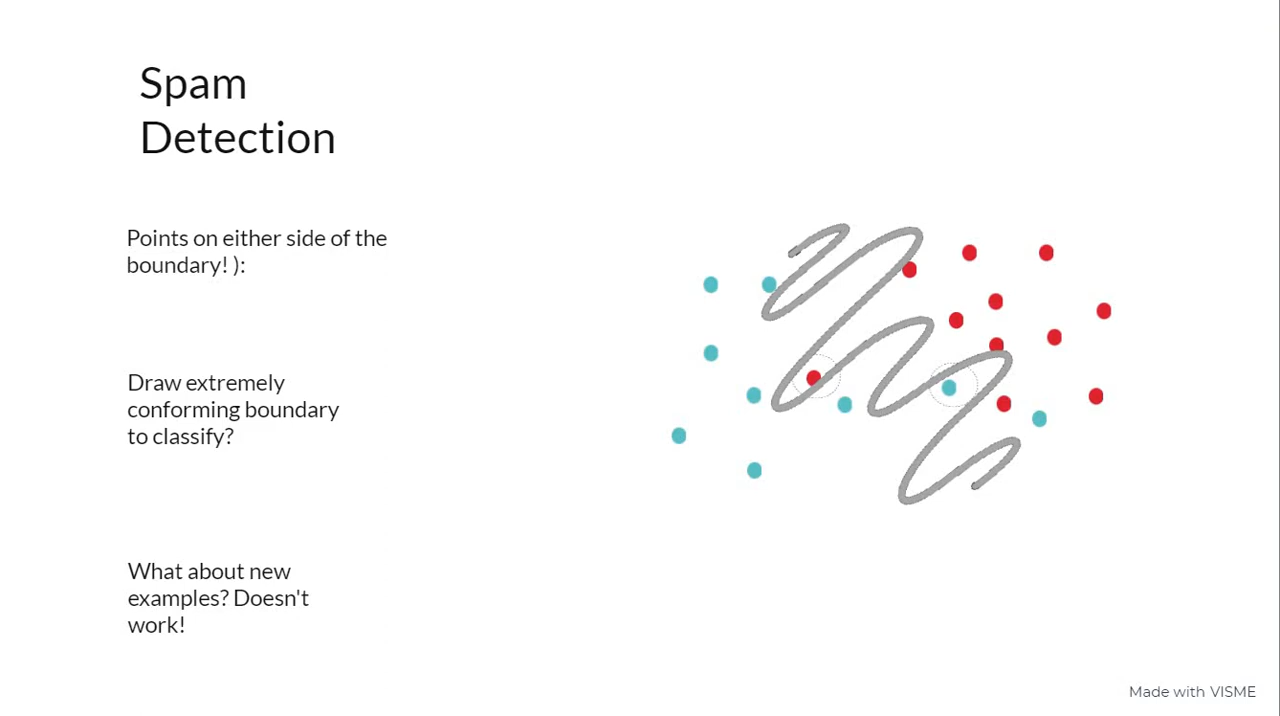 Spam
Detection
Points on either side of the
boundary! ):
Draw extremely
conforming boundary
to classify?
What about new
examples? Doesn't
work!
Made with VISME